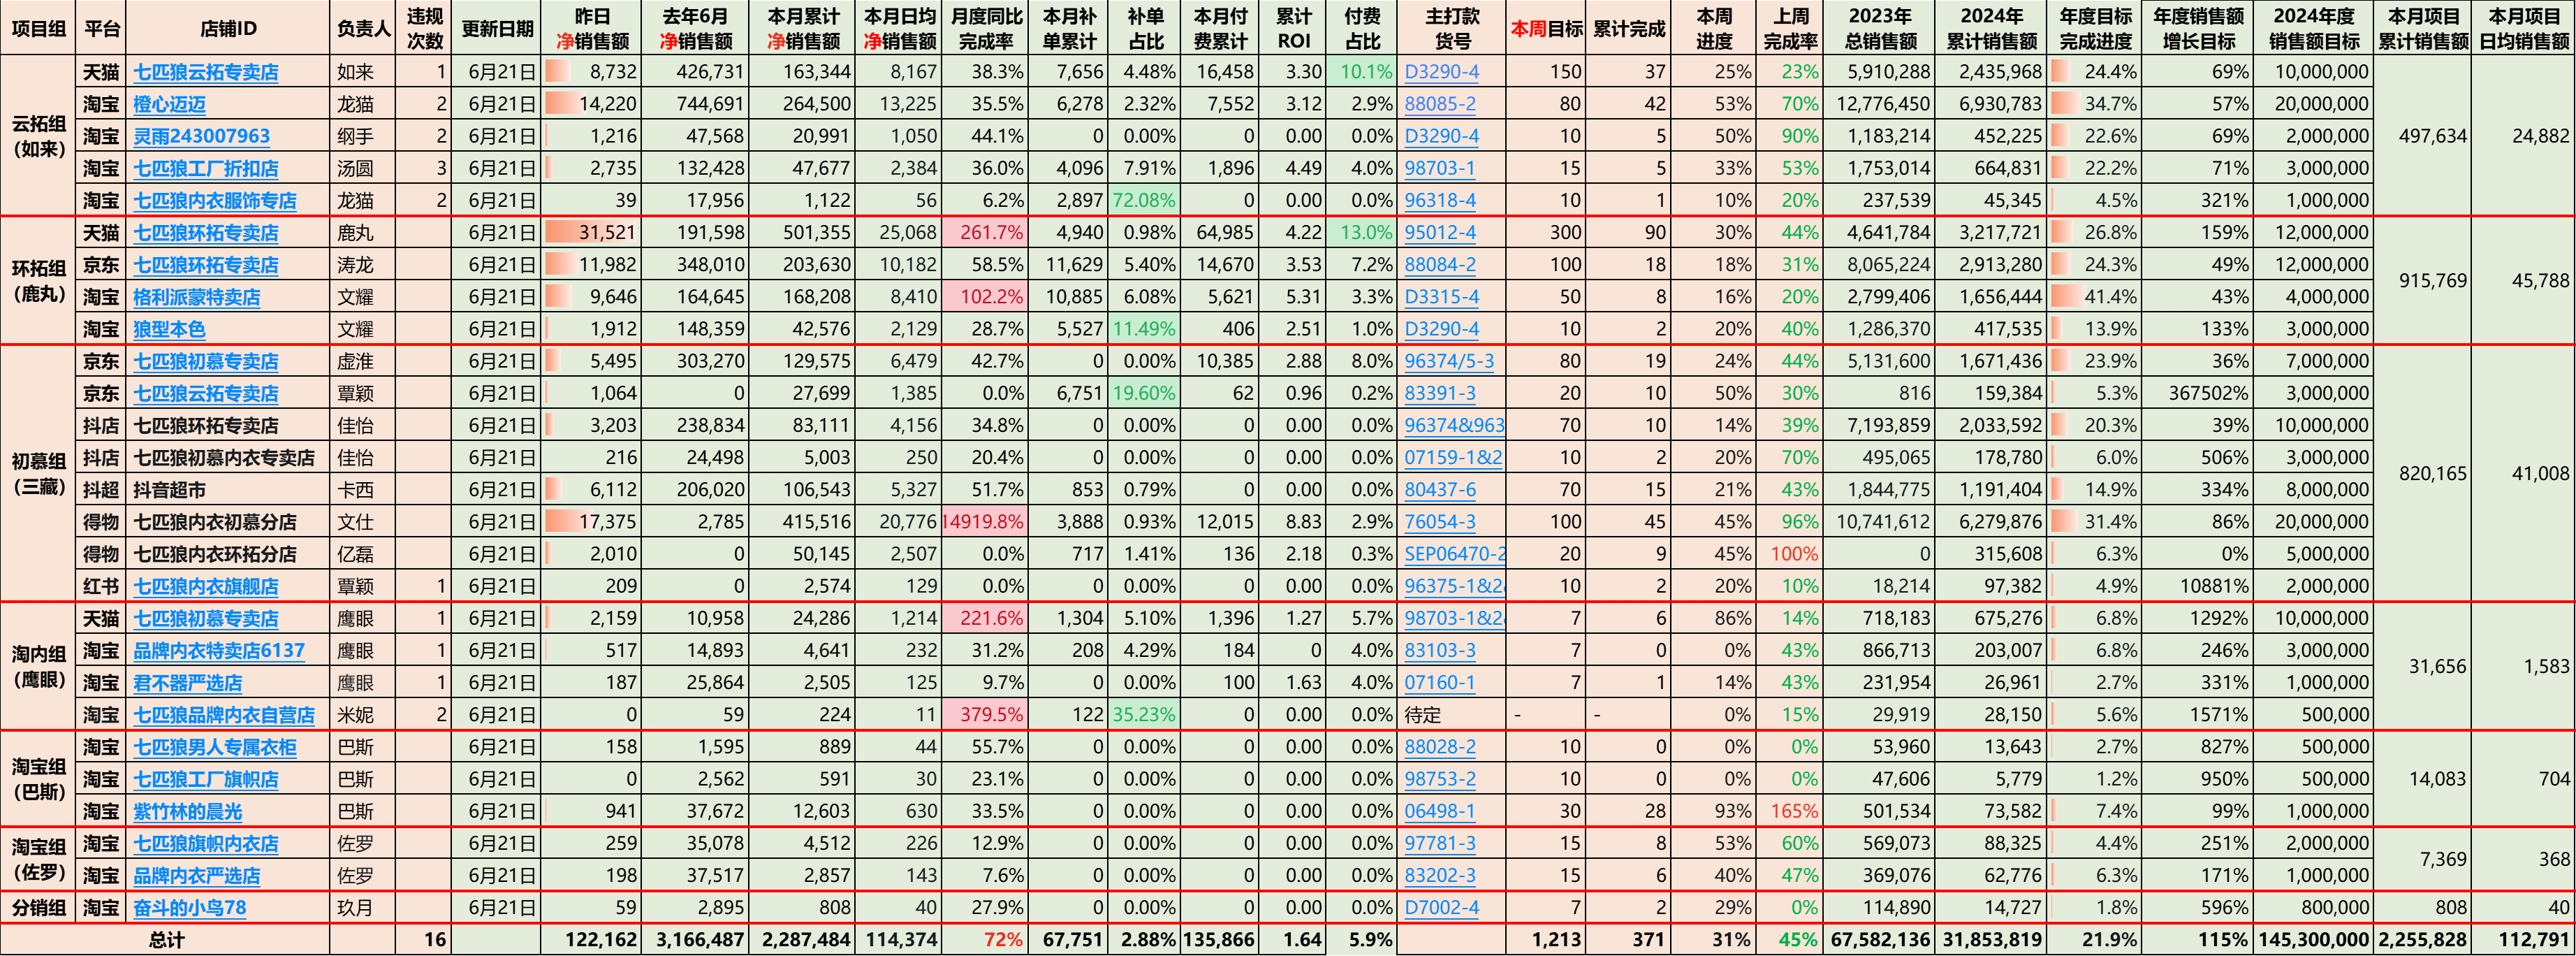 项目组 平台 店铺ID 负责人 违规次数 更新日期 昨日净销售额 去年6月净销售额 本月累计净销售额 本月日均净销售额 月度同比完成率 本月补单累计 补单占比 本月付费累计 累计ROI 付费占比 主打款货号 本周目标 累计完成 本周进度 上周完成率 2023年总销售额 2024年累计销售额 年度目标完成进度 年度销售额增长目标 2024年度销售额目标 本月项目累计销售额 本月项目日均销售额
云拓组(如来) 天猫 七匹狼云拓专卖店 如来 1 6月21日 8,732 426,731 163,344 8,167 38.3% 7,656 4.48% 16,458 3.30 10.1% D3290-4 150 37 25% 23% 5,910,288 2,435,968 24.4% 69% 10,000,000 497,634 24,882
淘宝 橙心迈迈 龙猫 2 6月21日 14,220 744,691 264,500 13,225 35.5% 6,278 2.32% 7,552 3.12 2.9% 88085-2 80 42 53% 70% 12,776,450 6,930,783 34.7% 57% 20,000,000
淘宝 灵雨243007963 纲手 2 6月21日 1,216 47,568 20,991 1,050 44.1% 0 0.00% 0 0.00 0.0% D3290-4 10 5 50% 90% 1,183,214 452,225 22.6% 69% 2,000,000
淘宝 七匹狼工厂折扣店 汤圆 3 6月21日 2,735 132,428 47,677 2,384 36.0% 4,096 7.91% 1,896 4.49 4.0% 98703-1 15 5 33% 53% 1,753,014 664,831 22.2% 71% 3,000,000
淘宝 七匹狼内衣服饰专店 龙猫 2 6月21日 39 17,956 1,122 56 6.2% 2,897 72.08% 0 0.00 0.0% 96318-4 10 1 10% 20% 237,539 45,345 4.5% 321% 1,000,000
环拓组(鹿丸) 天猫 七匹狼环拓专卖店 鹿丸 6月21日 31,521 191,598 501,355 25,068 261.7% 4,940 0.98% 64,985 4.22 13.0% 95012-4 300 90 30% 44% 4,641,784 3,217,721 26.8% 159% 12,000,000 915,769 45,788
京东 七匹狼环拓专卖店 涛龙 6月21日 11,982 348,010 203,630 10,182 58.5% 11,629 5.40% 14,670 3.53 7.2% 88084-2 100 18 18% 31% 8,065,224 2,913,280 24.3% 49% 12,000,000
淘宝 格利派蒙特卖店 文耀 6月21日 9,646 164,645 168,208 8,410 102.2% 10,885 6.08% 5,621 5.31 3.3% D3315-4 50 8 16% 20% 2,799,406 1,656,444 41.4% 43% 4,000,000
淘宝 狼型本色 文耀 6月21日 1,912 148,359 42,576 2,129 28.7% 5,527 11.49% 406 2.51 1.0% D3290-4 10 2 20% 40% 1,286,370 417,535 13.9% 133% 3,000,000
初慕组(三藏) 京东 七匹狼初慕专卖店 虚淮 6月21日 5,495 303,270 129,575 6,479 42.7% 0 0.00% 10,385 2.88 8.0% 96374/5-3 80 19 24% 44% 5,131,600 1,671,436 23.9% 36% 7,000,000 820,165 41,008
京东 七匹狼云拓专卖店 覃颖 6月21日 1,064 0 27,699 1,385 0.0% 6,751 19.60% 62 0.96 0.2% 83391-3 20 10 50% 30% 816 159,384 5.3% 367502% 3,000,000
抖店 七匹狼环拓专卖店 佳怡 6月21日 3,203 238,834 83,111 4,156 34.8% 0 0.00% 0 0.00 0.0% 96374&963 70 10 14% 39% 7,193,859 2,033,592 20.3% 39% 10,000,000
抖店 七匹狼初慕内衣专卖店 佳怡 6月21日 216 24,498 5,003 250 20.4% 0 0.00% 0 0.00 0.0% 07159-1&2 10 2 20% 70% 495,065 178,780 6.0% 506% 3,000,000
抖超 抖音超市 卡西 6月21日 6,112 206,020 106,543 5,327 51.7% 853 0.79% 0 0.00 0.0% 80437-6 70 15 21% 43% 1,844,775 1,191,404 14.9% 334% 8,000,000
得物 七匹狼内衣初慕分店 文仕 6月21日 17,375 2,785 415,516 20,776 14919.8% 3,888 0.93% 12,015 8.83 2.9% 76054-3 100 45 45% 96% 10,741,612 6,279,876 31.4% 86% 20,000,000
得物 七匹狼内衣环拓分店 亿磊 6月21日 2,010 0 50,145 2,507 0.0% 717 1.41% 136 2.18 0.3% SEP06470-2 20 9 45% 100% 0 315,608 6.3% 0% 5,000,000
红书 七匹狼内衣旗舰店 覃颖 1 6月21日 209 0 2,574 129 0.0% 0 0.00% 0 0.00 0.0% 96375-1&2 10 2 20% 10% 18,214 97,382 4.9% 10881% 2,000,000
淘内组(鹰眼) 天猫 七匹狼初慕专卖店 鹰眼 1 6月21日 2,159 10,958 24,286 1,214 221.6% 1,304 5.10% 1,396 1.27 5.7% 98703-1&2 7 6 86% 14% 718,183 675,276 6.8% 1292% 10,000,000 31,656 1,583
淘宝 品牌内衣特卖店6137 鹰眼 1 6月21日 517 14,893 4,641 232 31.2% 208 4.29% 184 0 4.0% 83103-3 7 0 0% 43% 866,713 203,007 6.8% 246% 3,000,000
淘宝 君不器严选店 鹰眼 1 6月21日 187 25,864 2,505 125 9.7% 0 0.00% 100 1.63 4.0% 07160-1 7 1 14% 43% 231,954 26,961 2.7% 331% 1,000,000
淘宝 七匹狼品牌内衣自营店 米妮 2 6月21日 0 59 224 11 379.5% 122 35.23% 0 0.00 0.0% 待定 - - 0% 15% 29,919 28,150 5.6% 1571% 500,000
淘宝组(巴斯) 淘宝 七匹狼男人专属衣柜 巴斯 6月21日 158 1,595 889 44 55.7% 0 0.00% 0 0.00 0.0% 88028-2 10 0 0% 0% 53,960 13,643 2.7% 827% 500,000 14,083 704
淘宝 七匹狼工厂旗帜店 巴斯 6月21日 0 2,562 591 30 23.1% 0 0.00% 0 0.00 0.0% 98753-2 10 0 0% 0% 47,606 5,779 1.2% 950% 500,000
淘宝 紫竹林的晨光 巴斯 6月21日 941 37,672 12,603 630 33.5% 0 0.00% 0 0.00 0.0% 06498-1 30 28 93% 165% 501,534 73,582 7.4% 99% 1,000,000
淘宝组(佐罗) 淘宝 七匹狼旗帜内衣店 佐罗 6月21日 259 35,078 4,512 226 12.9% 0 0.00% 0 0.00 0.0% 97781-3 15 8 53% 60% 569,073 88,325 4.4% 251% 2,000,000 7,369 368
淘宝 品牌内衣严选店 佐罗 6月21日 198 37,517 2,857 143 7.6% 0 0.00% 0 0.00 0.0% 83202-3 15 6 40% 47% 369,076 62,776 6.3% 171% 1,000,000
分销组 淘宝 奋斗的小鸟78 玖月 6月21日 59 2,895 808 40 27.9% 0 0.00% 0 0.00 0.0% D7002-4 7 2 29% 0% 114,890 14,727 1.8% 596% 800,000 808 40
总计 16 122,162 3,166,487 2,287,484 114,374 72% 67,751 2.88% 135,866 1.64 5.9% 1,213 371 31% 45% 67,582,136 31,853,819 21.9% 115% 145,300,000 2,255,828 112,791